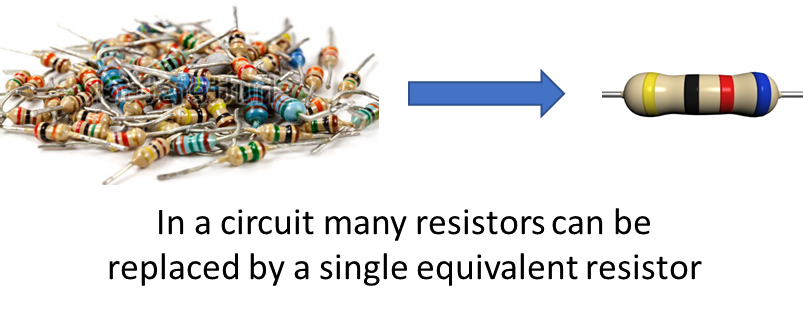 In a circuit many resistors can be
replaced by a single equivalent resistor